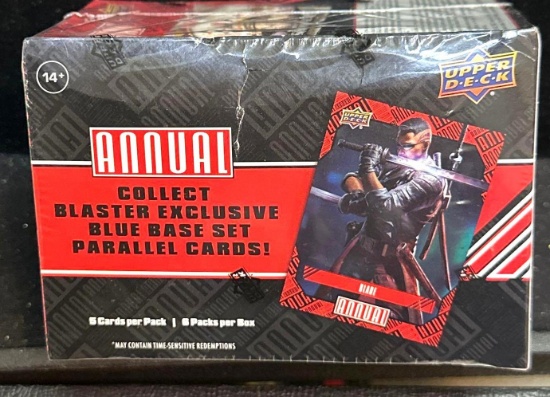 14+
UPPER
D·E·C·K
ANNUAL
COLLECT
BLASTER EXCLUSIVE
BLUE BASE SET
PARALLEL CARDS!
BLADE
ANNUAL
5 Cards per Pack | 6 Packs per Box
*MAY CONTAIN TIME-SENSITIVE REDEMPTIONS